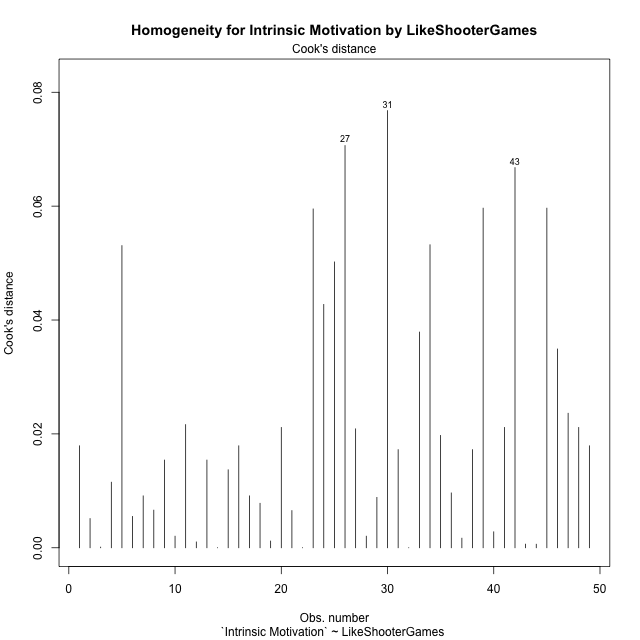 Homogeneity for Intrinsic Motivation by LikeShooterGames
Cook's distance
0.08
0.06
0.04
0.02
0.00
Cook's distance
31
27
43
0 10 20 30 40 50
Obs. number
`Intrinsic Motivation` ~ LikeShooterGames